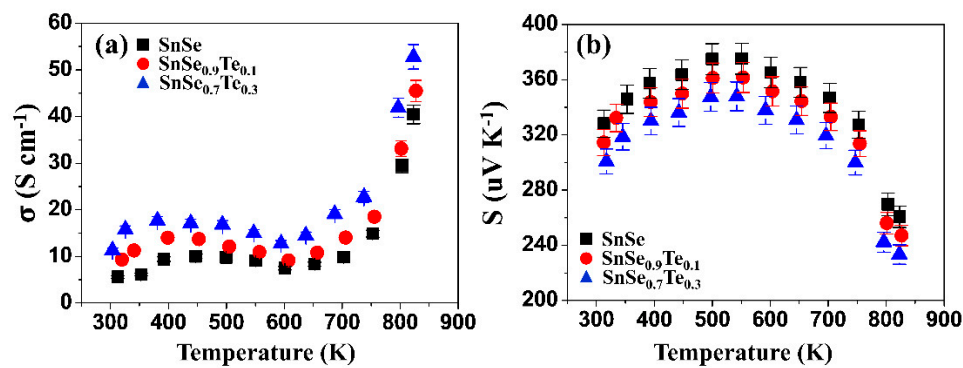 60
50
40
30
20
10
0
σ (S cm⁻¹)
(a)
SnSe
SnSe₀.₉Te₀.₁
SnSe₀.₇Te₀.₃
300 400 500 600 700 800 900
Temperature (K)
400
360
320
280
240
200
S (uV K⁻¹)
(b)
SnSe
SnSe₀.₉Te₀.₁
SnSe₀.₇Te₀.₃
300 400 500 600 700 800 900
Temperature (K)